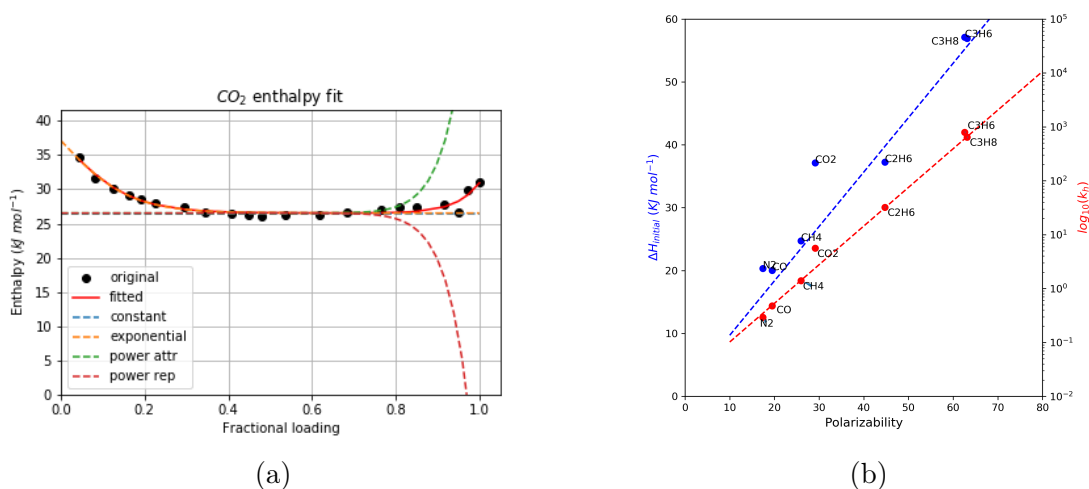 CO₂ enthalpy fit
Enthalpy (kJ mol⁻¹)
40
35
30
25
20
15
10
5
0
original
fitted
constant
exponential
power attr
power rep
0.0 0.2 0.4 0.6 0.8 1.0
Fractional loading
(a)
ΔH_Initial (KJ mol⁻¹)
60
50
40
30
20
10
0
C3H8
C3H6
CO2
C2H6
CH4
N2
CO
C3H6
C3H8
C2H6
CO2
CH4
CO
N2
10⁵
10⁴
10³
10²
10¹
10⁰
10⁻¹
10⁻²
log₁₀(k_h)
0 10 20 30 40 50 60 70 80
Polarizability
(b)